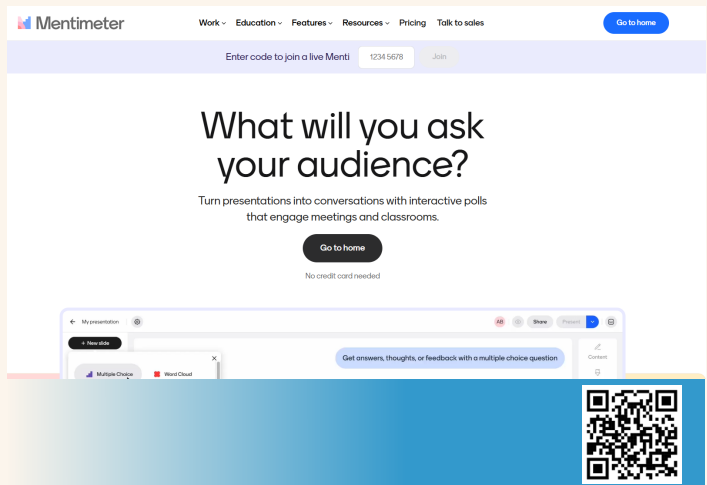 Mentimeter
Work Education Features Resources Pricing Talk to sales
Go to home
Enter code to join a live Menti 1234 5678 Join
What will you ask
your audience?
Turn presentations into conversations with interactive polls
that engage meetings and classrooms.
Go to home
No credit card needed
My presentation
AB
Share
Present
+ New slide
Get answers, thoughts, or feedback with a multiple choice question
Content
Multiple Choice
Word Cloud